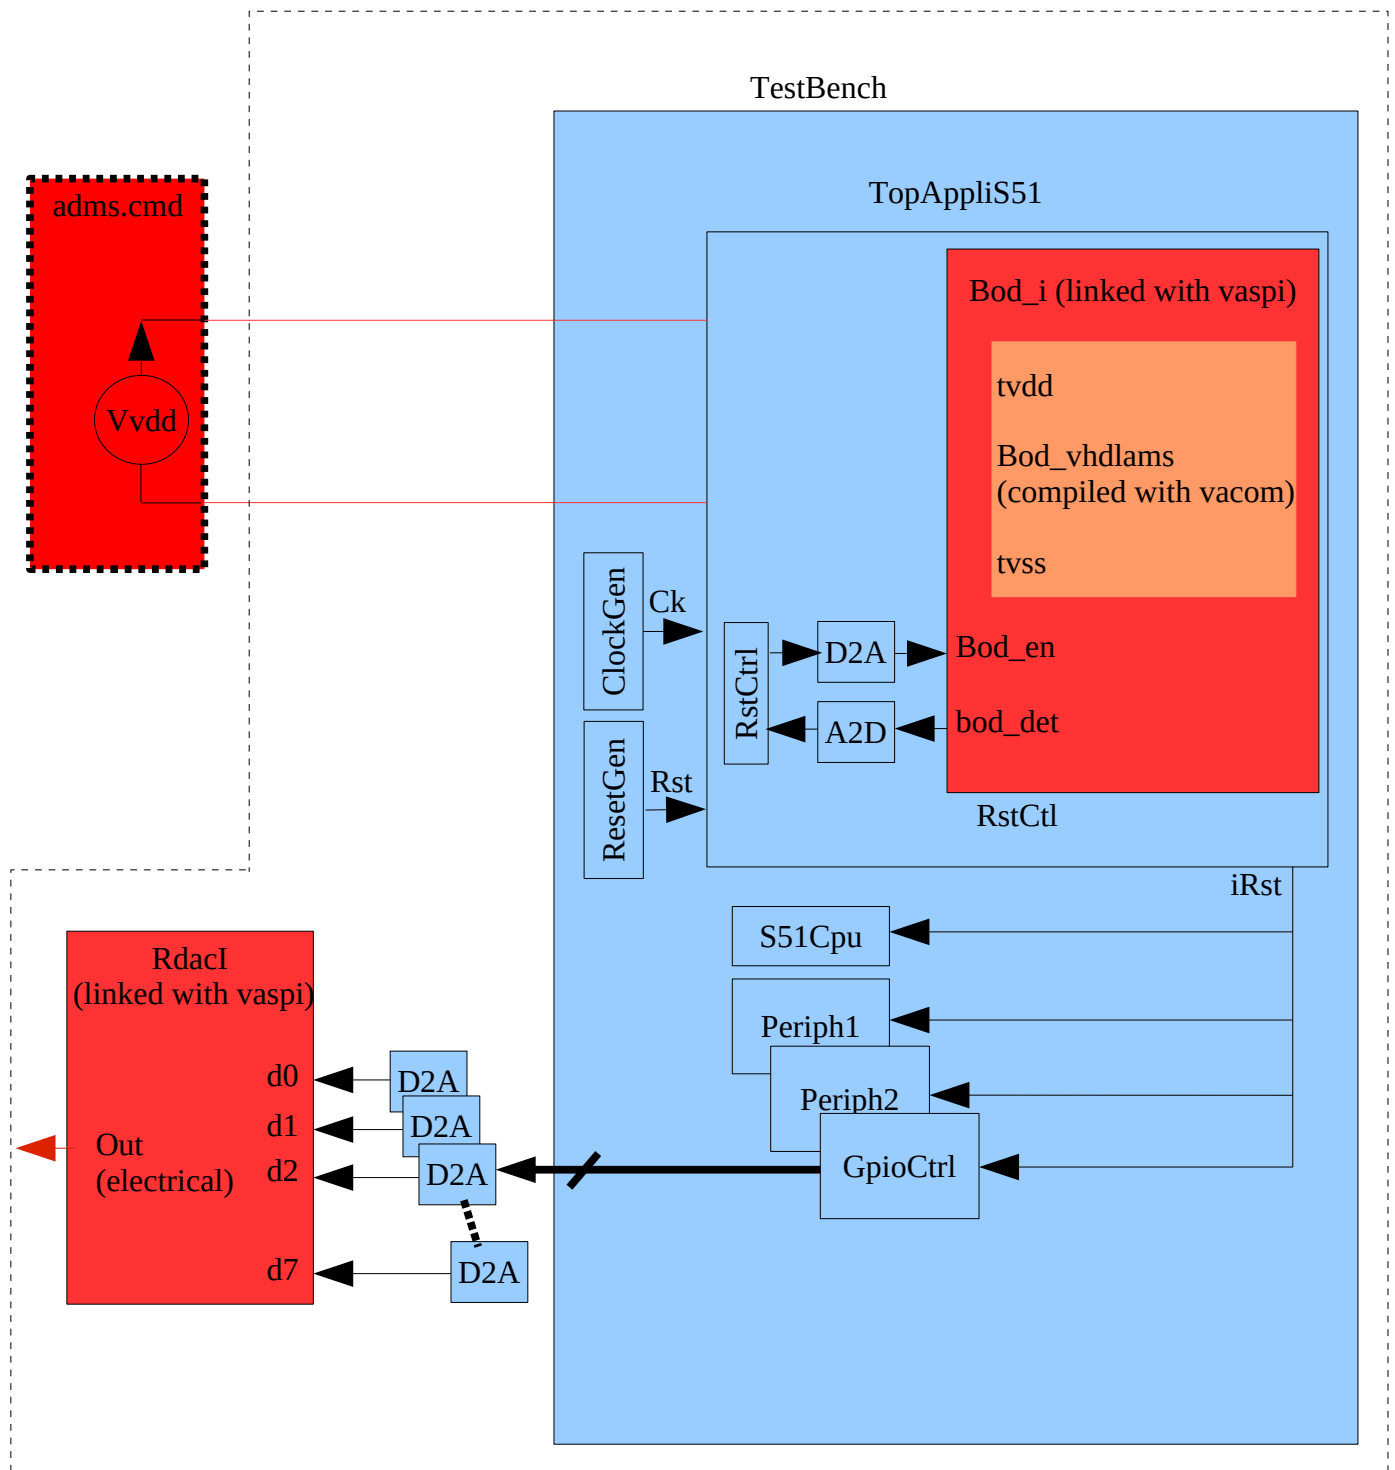 TestBench
TopAppliS51
adms.cmd
Vvdd
Bod_i (linked with vaspi)
tvdd
Bod_vhdlams
(compiled with vacom)
tvss
ClockGen
Ck
RstCtrl
D2A
Bod_en
A2D
bod_det
ResetGen
Rst
RstCtl
iRst
S51Cpu
Periph1
Periph2
GpioCtrl
RdacI
(linked with vaspi)
d0
D2A
d1
D2A
Out
(electrical)
d2
D2A
d7
D2A